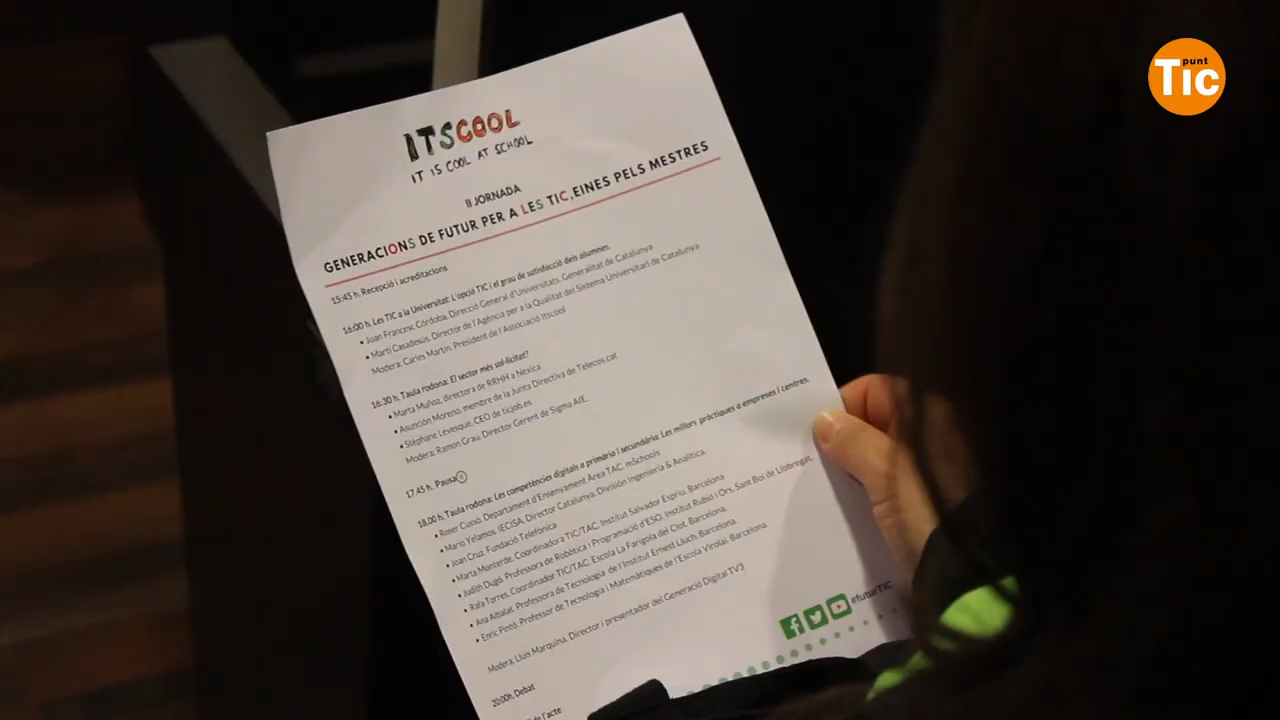 punt
Tic
ITSCOOL
IT IS COOL AT SCHOOL
II JORNADA
GENERACIONS DE FUTUR PER A LES TIC, EINES PELS MESTRES
15:45 h. Recepció i acreditacions
16:00 h. Les TIC a la Universitat: L'opció TIC i el grau de satisfacció dels alumnes.
• Joan Francesc Córdoba, Direcció General d'Universitats, Generalitat de Catalunya
• Martí Casadesús, Director de l'Agència per a la Qualitat del Sistema Universitari de Catalunya
Modera: Carles Martín, President de l'Associació Itscool
16:30 h. Taula rodona: El sector més sol·licitat?
• Marta Muñoz, directora de RRHH a Nexica
• Asunción Moreno, membre de la Junta Directiva de Telecos.cat
• Stéphane Levesque, CEO de ticjob.es
Modera: Ramon Grau, Director Gerent de Sigma AIE.
17:45 h. Pausa
18.00 h. Taula rodona: Les competències digitals a primària i secundària: Les millors pràctiques a empreses i centres.
• Roser Cussó. Departament d'Ensenyament Àrea TAC. mSchools
• Mario Yelamos. IECISA. Director Catalunya. División Ingenieria & Analítica.
• Joan Cruz. Fundació Telefónica
• Marta Monterde. Coordinadora TIC/TAC. Institut Salvador Espriu. Barcelona
• Judith Dugó. Professora de Robòtica i Programació d'ESO. Institut Rubió i Ors. Sant Boi de Llobregat.
• Rafa Torres. Coordinador TIC/TAC. Escola La Farigola del Clot. Barcelona.
• Ana Albalat. Professora de Tecnologia de l'Institut Ernest Lluch. Barcelona.
• Enric Pintó. Professor de Tecnologia i Matemàtiques de l'Escola Virolai. Barcelona.
Modera: Lluis Marquina. Director i presentador del Generació Digital TV3
#futurTIC
20:00h. Debat
de l'acte